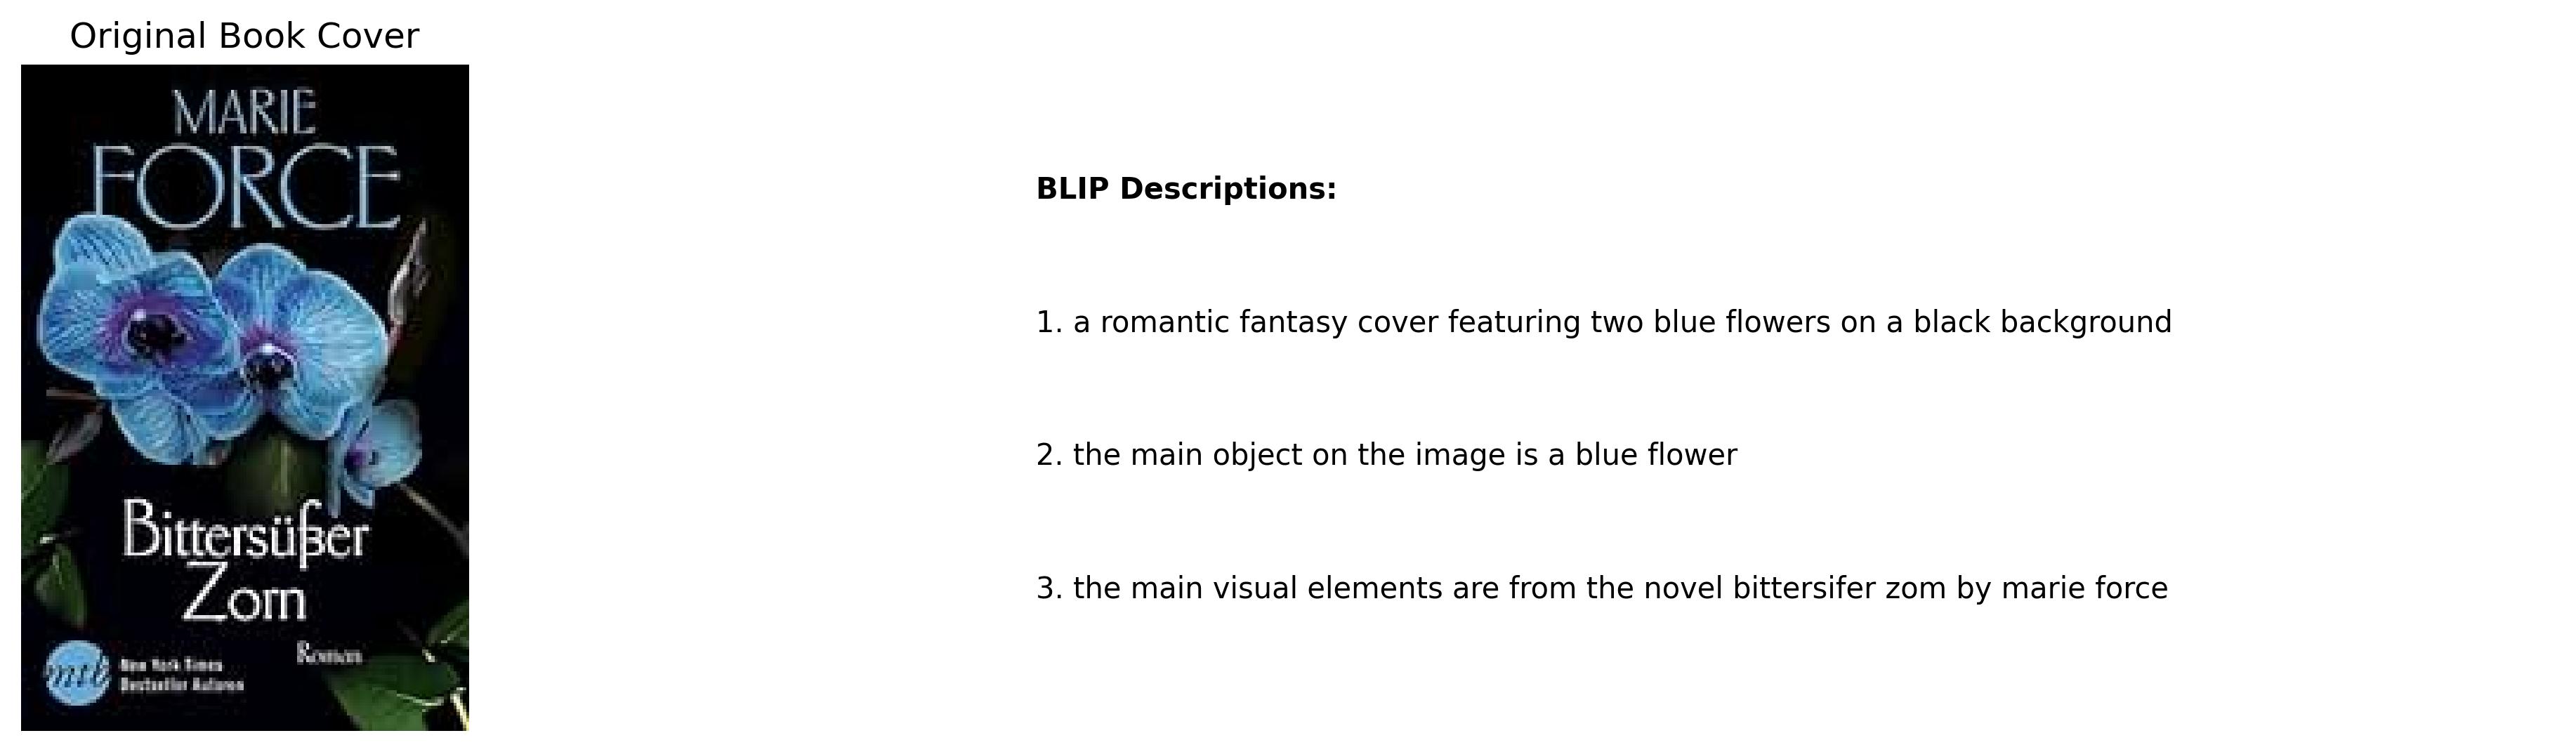 Original Book Cover
MARIE
FORCE
Bittersüßer
Zorn
Roman
mtb
New York Times
Bestseller Autoren
BLIP Descriptions:
1. a romantic fantasy cover featuring two blue flowers on a black background
2. the main object on the image is a blue flower
3. the main visual elements are from the novel bittersifer zom by marie force